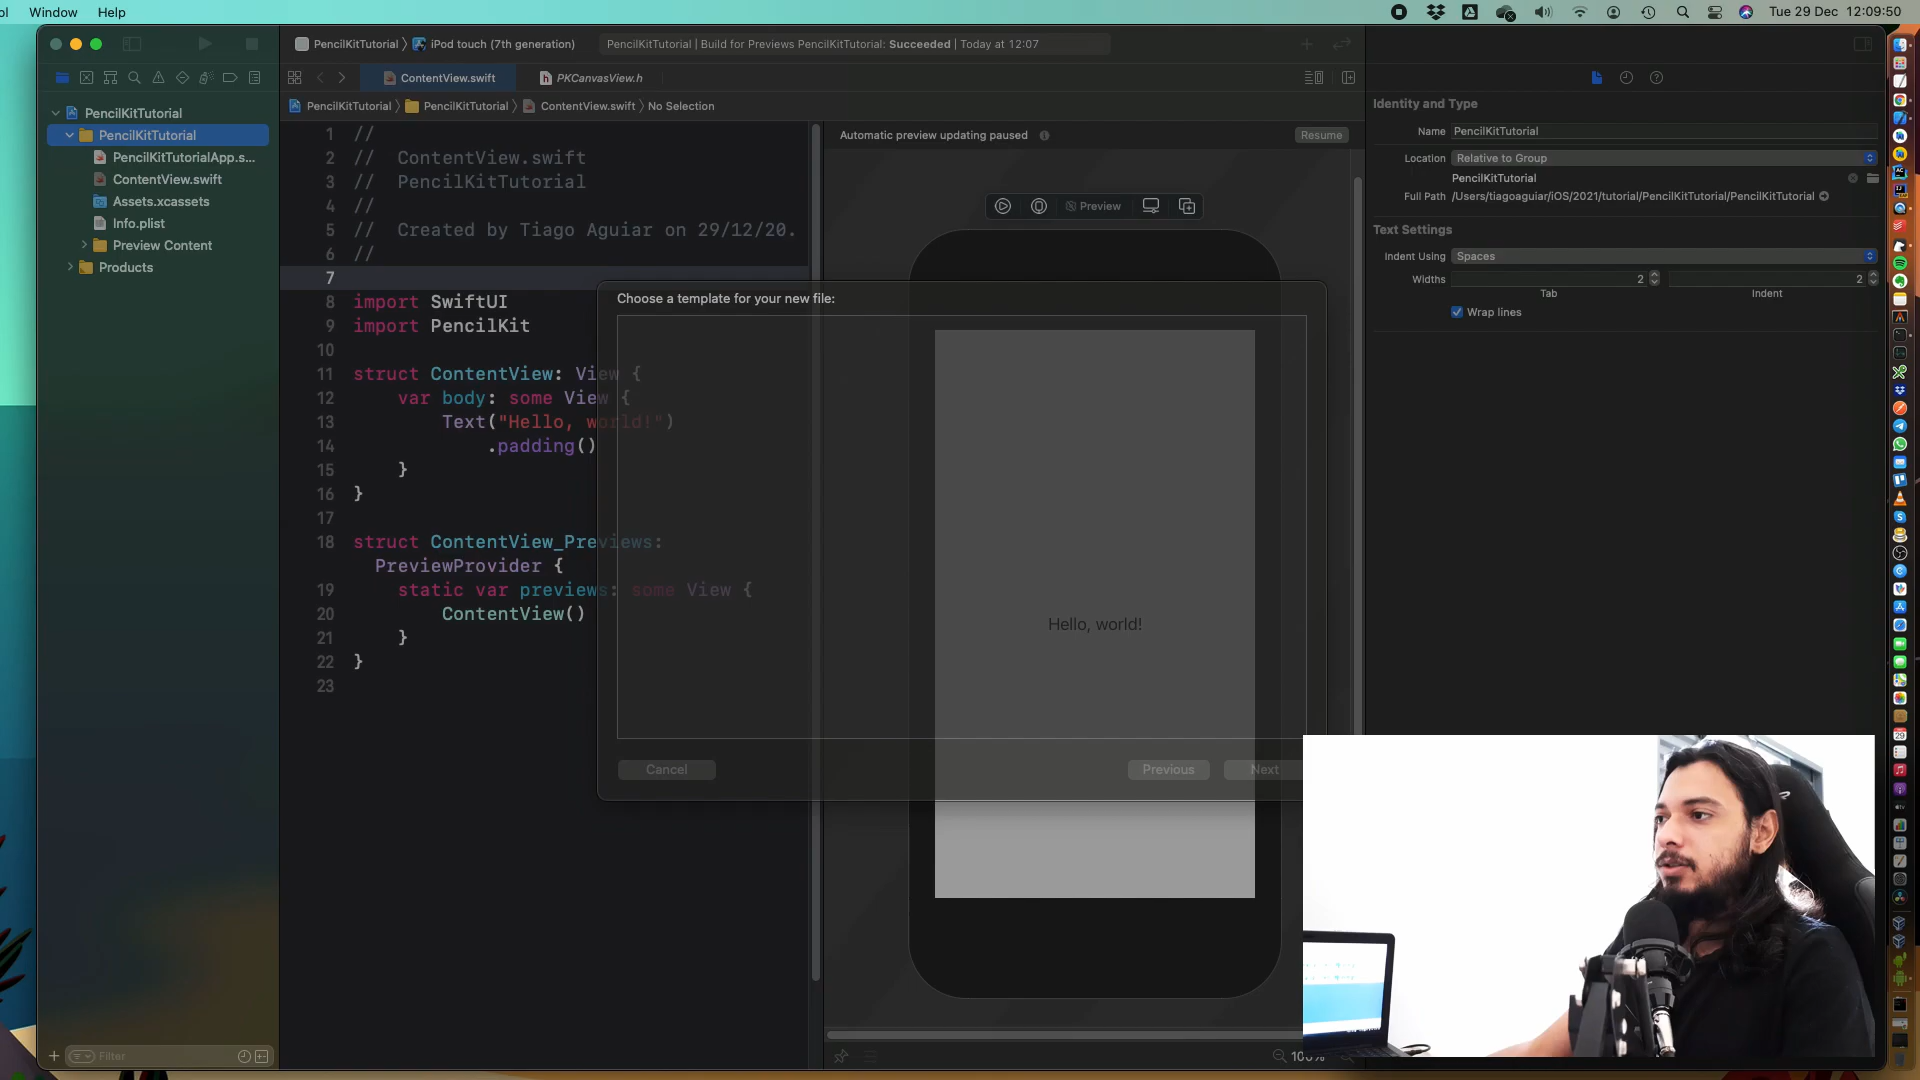 ol Window Help Tue 29 Dec 12:09:50
PencilKitTutorial iPod touch (7th generation) PencilKitTutorial | Build for Previews PencilKitTutorial: Succeeded | Today at 12:07
ContentView.swift PKCanvasView.h
PencilKitTutorial PencilKitTutorial ContentView.swift No Selection
PencilKitTutorial
PencilKitTutorial
PencilKitTutorialApp.s...
ContentView.swift
Assets.xcassets
Info.plist
Preview Content
Products
Filter
1 //
2 // ContentView.swift
3 // PencilKitTutorial
4 //
5 // Created by Tiago Aguiar on 29/12/20.
6 //
7
8 import SwiftUI
9 import PencilKit
10
11 struct ContentView: View {
12 var body: some View {
13 Text("Hello, world!")
14 .padding()
15 }
16 }
17
18 struct ContentView_Previews:
PreviewProvider {
19 static var previews: some View {
20 ContentView()
21 }
22 }
23
Automatic preview updating paused Resume
Preview
Choose a template for your new file:
Hello, world!
Cancel Previous Next
100%
Identity and Type
Name PencilKitTutorial
Location Relative to Group
PencilKitTutorial
Full Path /Users/tiagoaguiar/iOS/2021/tutorial/PencilKitTutorial/PencilKitTutorial
Text Settings
Indent Using Spaces
Widths 2 2
Tab Indent
Wrap lines